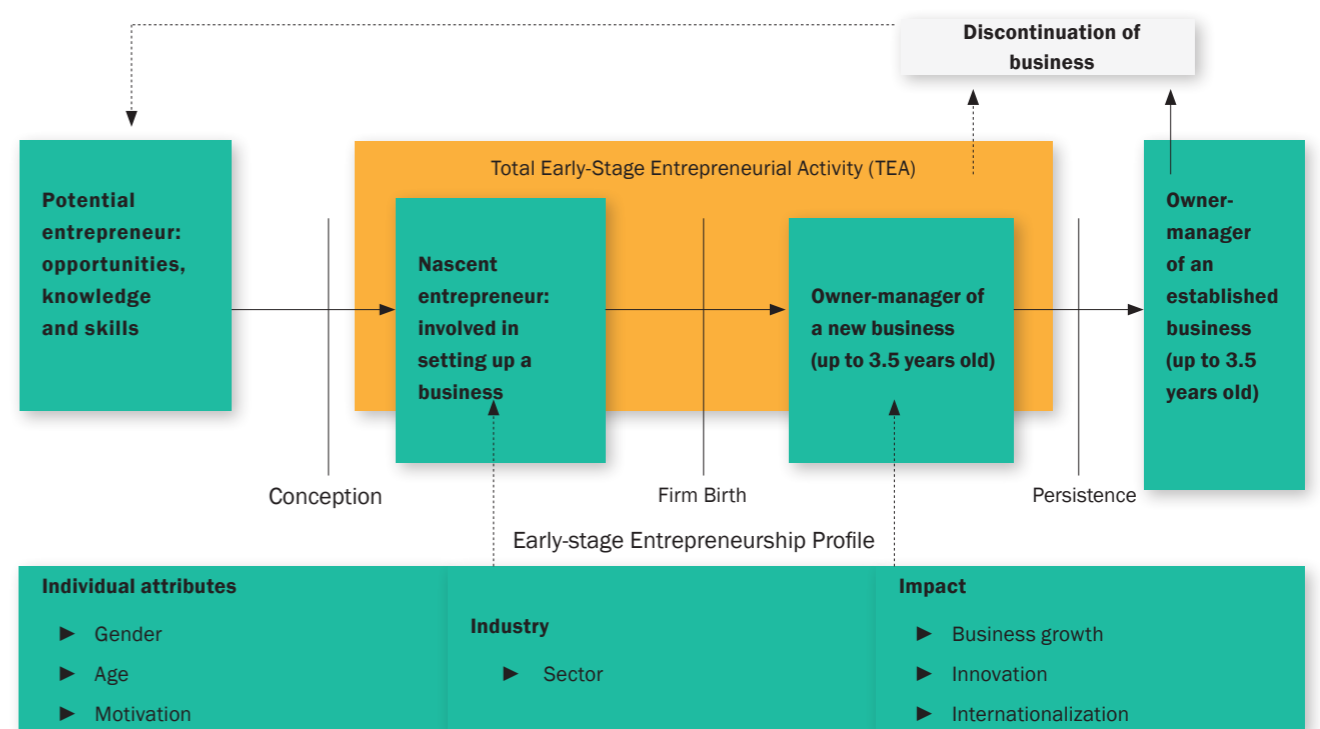 Discontinuation of
business
Total Early-Stage Entrepreneurial Activity (TEA)
Potential
entrepreneur:
opportunities,
knowledge
and skills
Nascent
entrepreneur:
involved in
setting up a
business
Owner-manager of
a new business
(up to 3.5 years old)
Owner-
manager
of an
established
business
(up to 3.5
years old)
Conception
Firm Birth
Persistence
Early-stage Entrepreneurship Profile
Individual attributes
► Gender
► Age
► Motivation
Industry
► Sector
Impact
► Business growth
► Innovation
► Internationalization